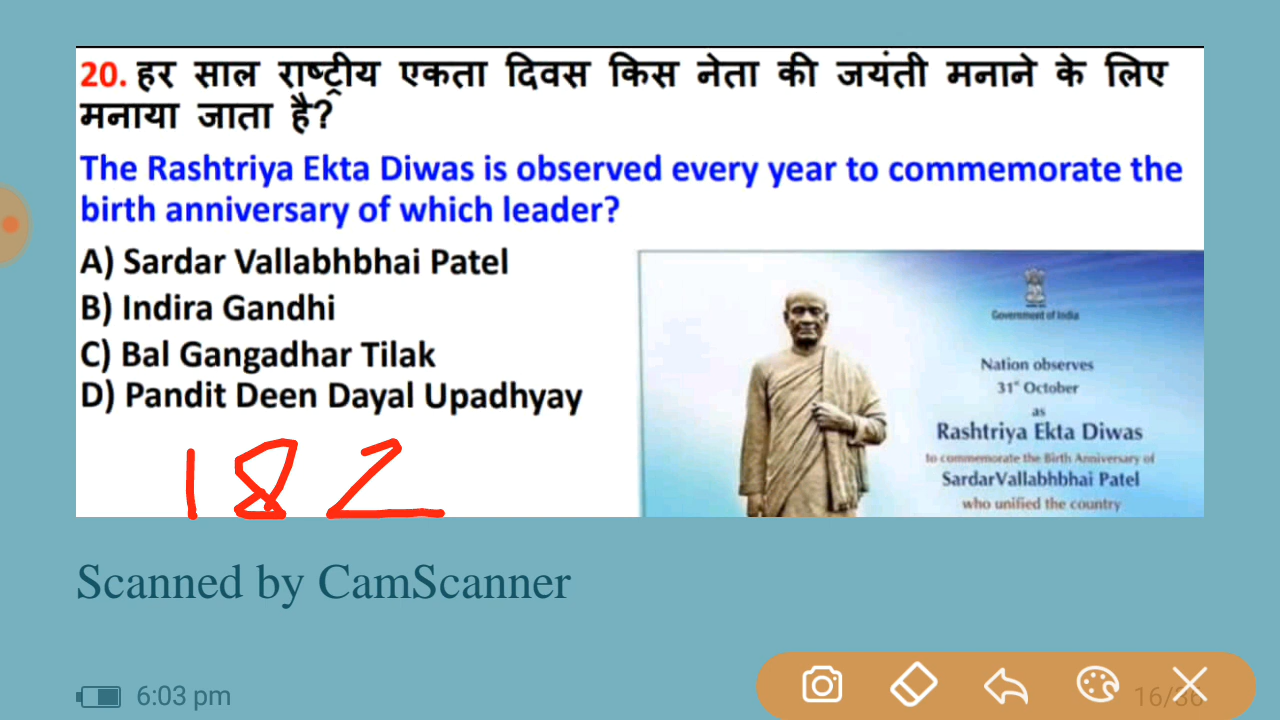 20. हर साल राष्ट्रीय एकता दिवस किस नेता की जयंती मनाने के लिए
मनाया जाता है?
The Rashtriya Ekta Diwas is observed every year to commemorate the
birth anniversary of which leader?
A) Sardar Vallabhbhai Patel
B) Indira Gandhi
C) Bal Gangadhar Tilak
D) Pandit Deen Dayal Upadhyay
182
Government of India
Nation observes
31st October
as
Rashtriya Ekta Diwas
to commemorate the Birth Anniversary of
SardarVallabhbhai Patel
who unified the country
Scanned by CamScanner
6:03 pm
16/36